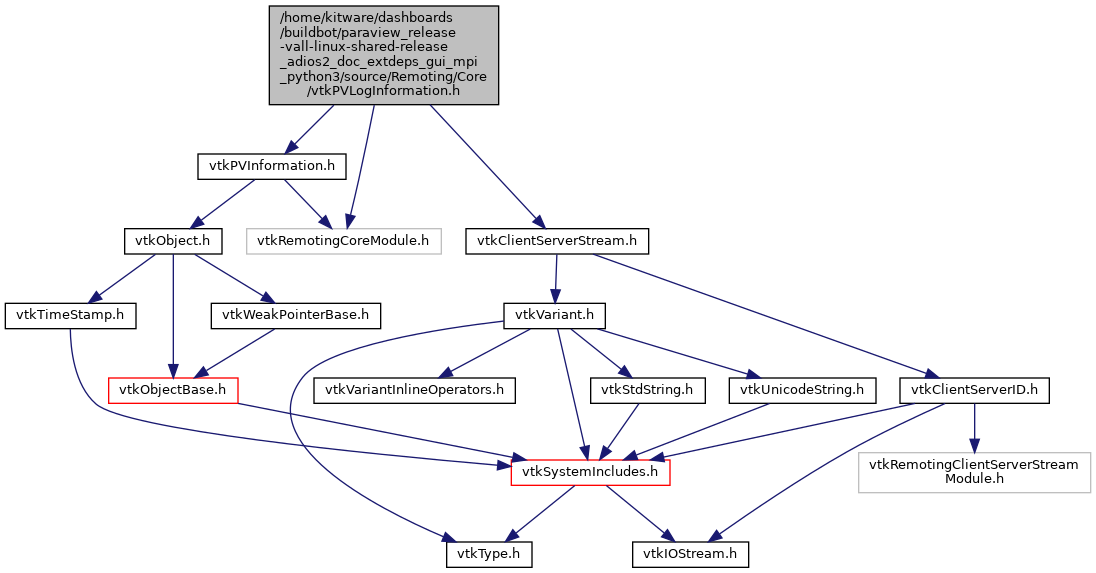 /home/kitware/dashboards
/buildbot/paraview_release
-vall-linux-shared-release
_adios2_doc_extdeps_gui_mpi
_python3/source/Remoting/Core
/vtkPVLogInformation.h
vtkPVInformation.h
vtkObject.h
vtkRemotingCoreModule.h
vtkClientServerStream.h
vtkTimeStamp.h
vtkWeakPointerBase.h
vtkVariant.h
vtkObjectBase.h
vtkVariantInlineOperators.h
vtkStdString.h
vtkUnicodeString.h
vtkClientServerID.h
vtkSystemIncludes.h
vtkRemotingClientServerStream
Module.h
vtkType.h
vtkIOStream.h